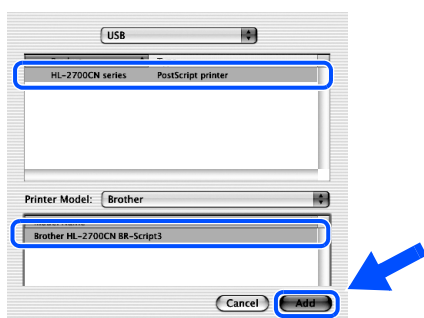 USB
HL-2700CN series PostScript printer
Printer Model: Brother
Brother HL-2700CN BR-Script3
Cancel Add